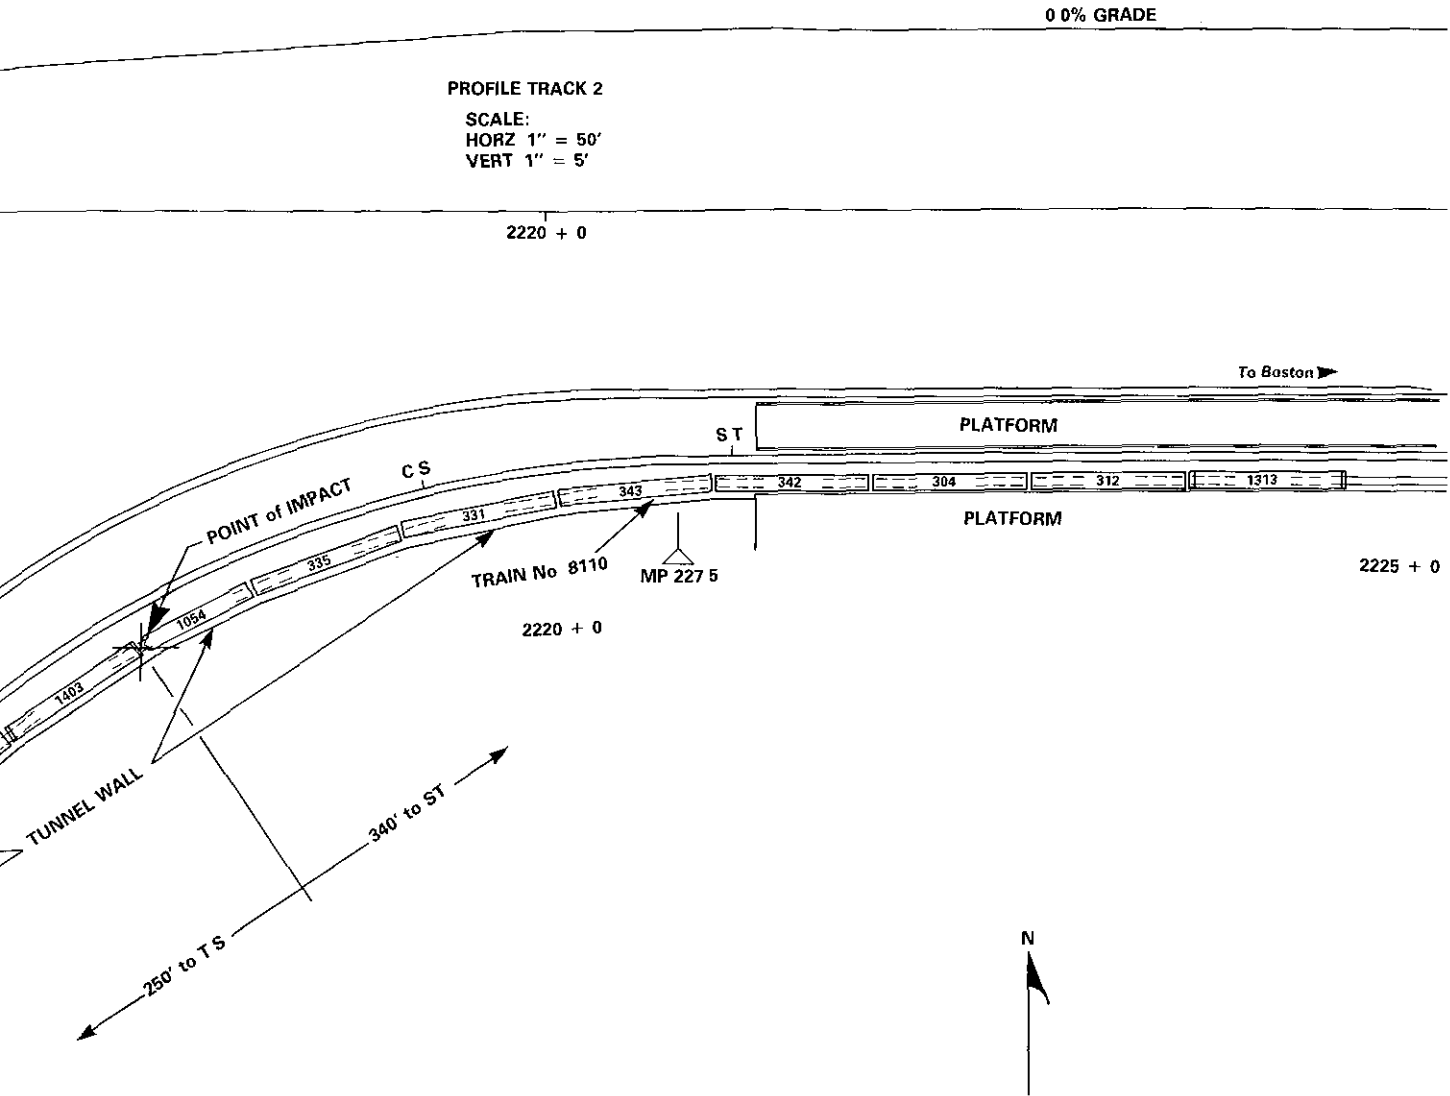 0 0% GRADE
PROFILE TRACK 2
SCALE:
HORZ 1" = 50'
VERT 1" = 5'
2220 + 0
To Boston
PLATFORM
S T
C S
POINT of IMPACT
1313
312
304
342
343
331
335
1054
1403
PLATFORM
TRAIN No 8110
MP 227 5
2225 + 0
2220 + 0
TUNNEL WALL
340' to ST
250' to T S
N